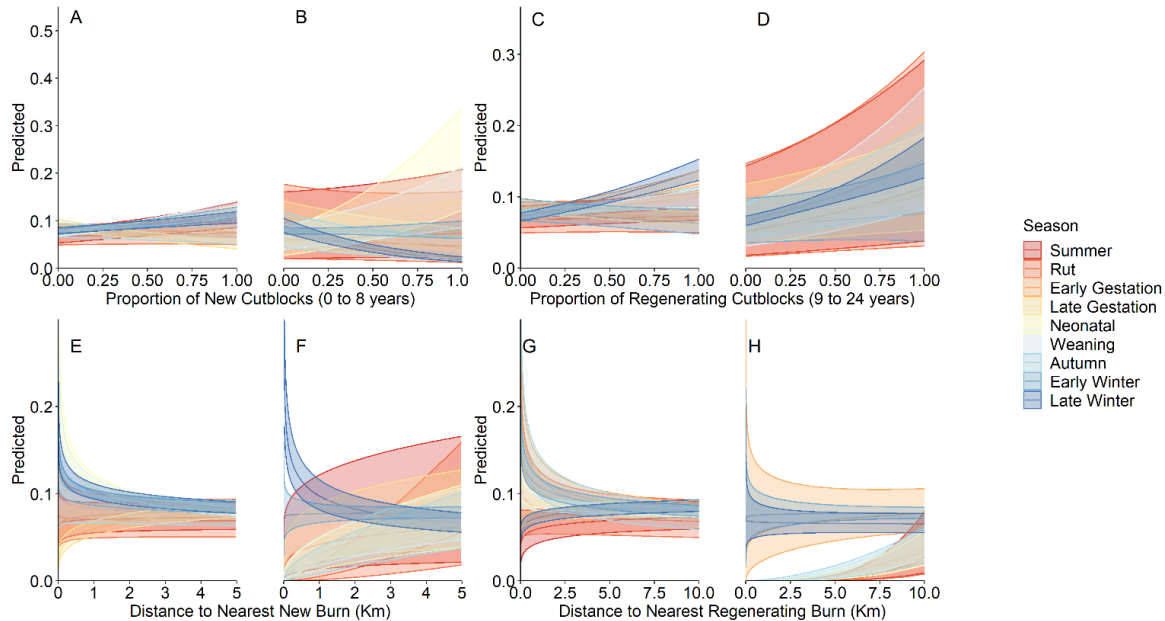 A
B
C
D
Predicted
0.5
0.4
0.3
0.2
0.1
0.0
0.00 0.25 0.50 0.75 1.00
0.00 0.25 0.50 0.75 1.00
Proportion of New Cutblocks (0 to 8 years)
Predicted
0.3
0.2
0.1
0.0
0.00 0.25 0.50 0.75 1.00
0.00 0.25 0.50 0.75 1.00
Proportion of Regenerating Cutblocks (9 to 24 years)
E
F
G
H
Predicted
0.2
0.1
0.0
0 1 2 3 4 5
0 1 2 3 4 5
Distance to Nearest New Burn (Km)
Predicted
0.2
0.1
0.0
0.0 2.5 5.0 7.5 10.0
0.0 2.5 5.0 7.5 10.0
Distance to Nearest Regenerating Burn (Km)
Season
Summer
Rut
Early Gestation
Late Gestation
Neonatal
Weaning
Autumn
Early Winter
Late Winter